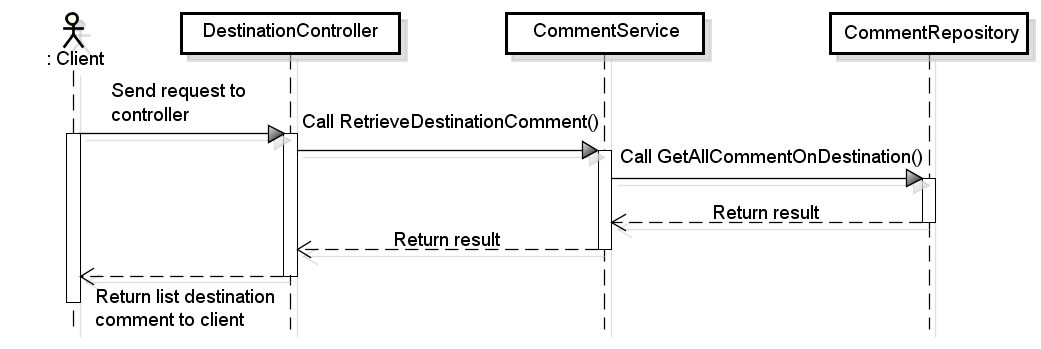 DestinationController
CommentService
CommentRepository
: Client
Send request to
controller
Call RetrieveDestinationComment()
Call GetAllCommentOnDestination()
Return result
Return result
Return list destination
comment to client